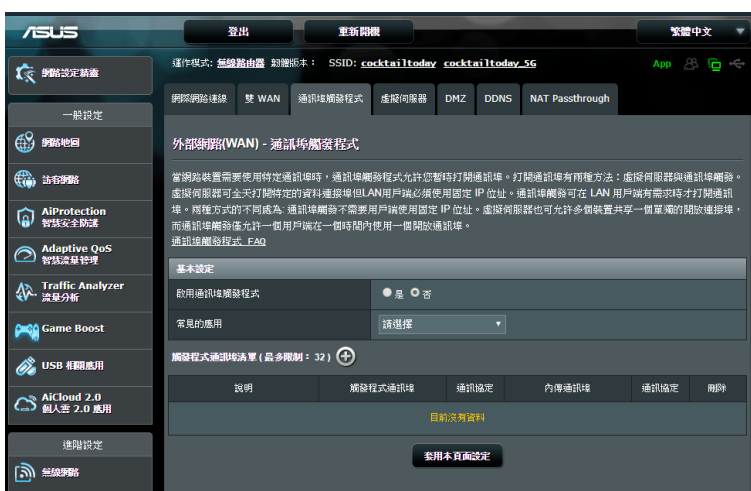 ASUS
登出
重新開機
繁體中文
運作模式: 無線路由器 韌體版本: SSID: cocktailtoday cocktailtoday_5G
App
網路設定精靈
一般設定
網路地圖
訪客網路
AiProtection
智慧安全防護
Adaptive QoS
智慧流量管理
Traffic Analyzer
流量分析
Game Boost
USB 相關應用
AiCloud 2.0
個人雲 2.0 應用
進階設定
無線網路
網際網路連線
雙 WAN
通訊埠觸發程式
虛擬伺服器
DMZ
DDNS
NAT Passthrough
外部網路(WAN) - 通訊埠觸發程式
當網路裝置需要使用特定通訊埠時,通訊埠觸發程式允許您暫時打開通訊埠。打開通訊埠有兩種方法:虛擬伺服器與通訊埠觸發。
虛擬伺服器可全天打開特定的資料連接埠但LAN用戶端必須使用固定 IP 位址。通訊埠觸發可在 LAN 用戶端有需求時才打開通訊
埠。兩種方式的不同處為: 通訊埠觸發不需要用戶端使用固定 IP 位址。虛擬伺服器也可允許多個裝置共享一個單獨的開放連接埠,
而通訊埠觸發僅允許一個用戶端在一個時間內使用一個開放通訊埠。
通訊埠觸發程式 FAQ
基本設定
啟用通訊埠觸發程式
是 否
常見的應用
請選擇
觸發程式通訊埠清單 ( 最多限制 : 32 )
說明
觸發程式通訊埠
通訊協定
內傳通訊埠
通訊協定
刪除
目前沒有資料
套用本頁面設定